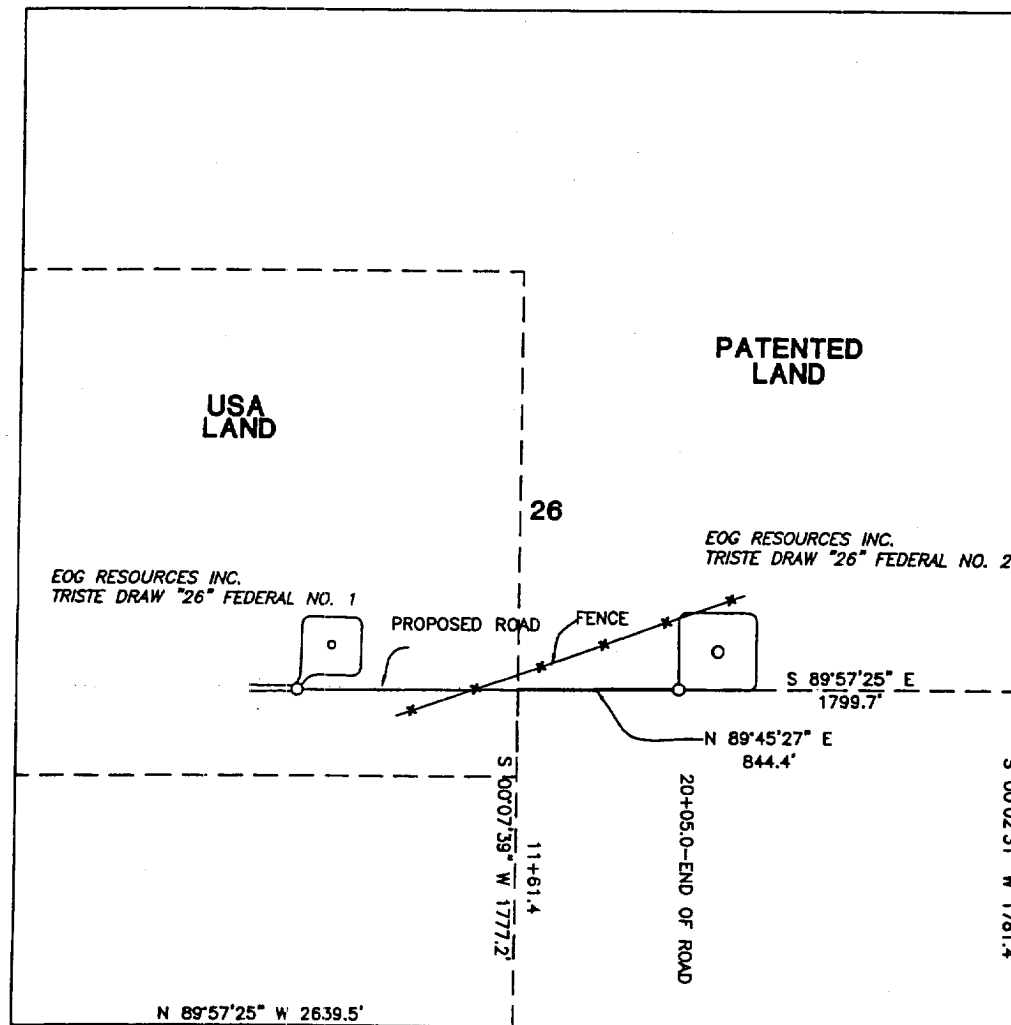 PATENTED
LAND
USA
LAND
26
EOG RESOURCES INC.
TRISTE DRAW "26" FEDERAL NO. 2
EOG RESOURCES INC.
TRISTE DRAW "26" FEDERAL NO. 1
PROPOSED ROAD
FENCE
S 89°57'25" E
1799.7'
N 89°45'27" E
844.4'
S 00°07'39" W 1777.2'
11+61.4
20+05.0-END OF ROAD
N 89°57'25" W 2639.5'